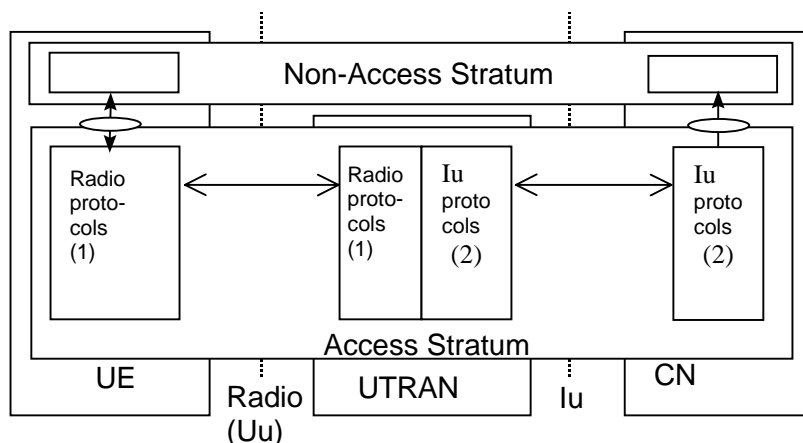 Non-Access Stratum
Radio
proto-
cols
(1)
Radio
proto-
cols
(1)
Iu
proto
cols
(2)
Iu
proto
cols
(2)
Access Stratum
UE
Radio
(Uu)
UTRAN
Iu
CN